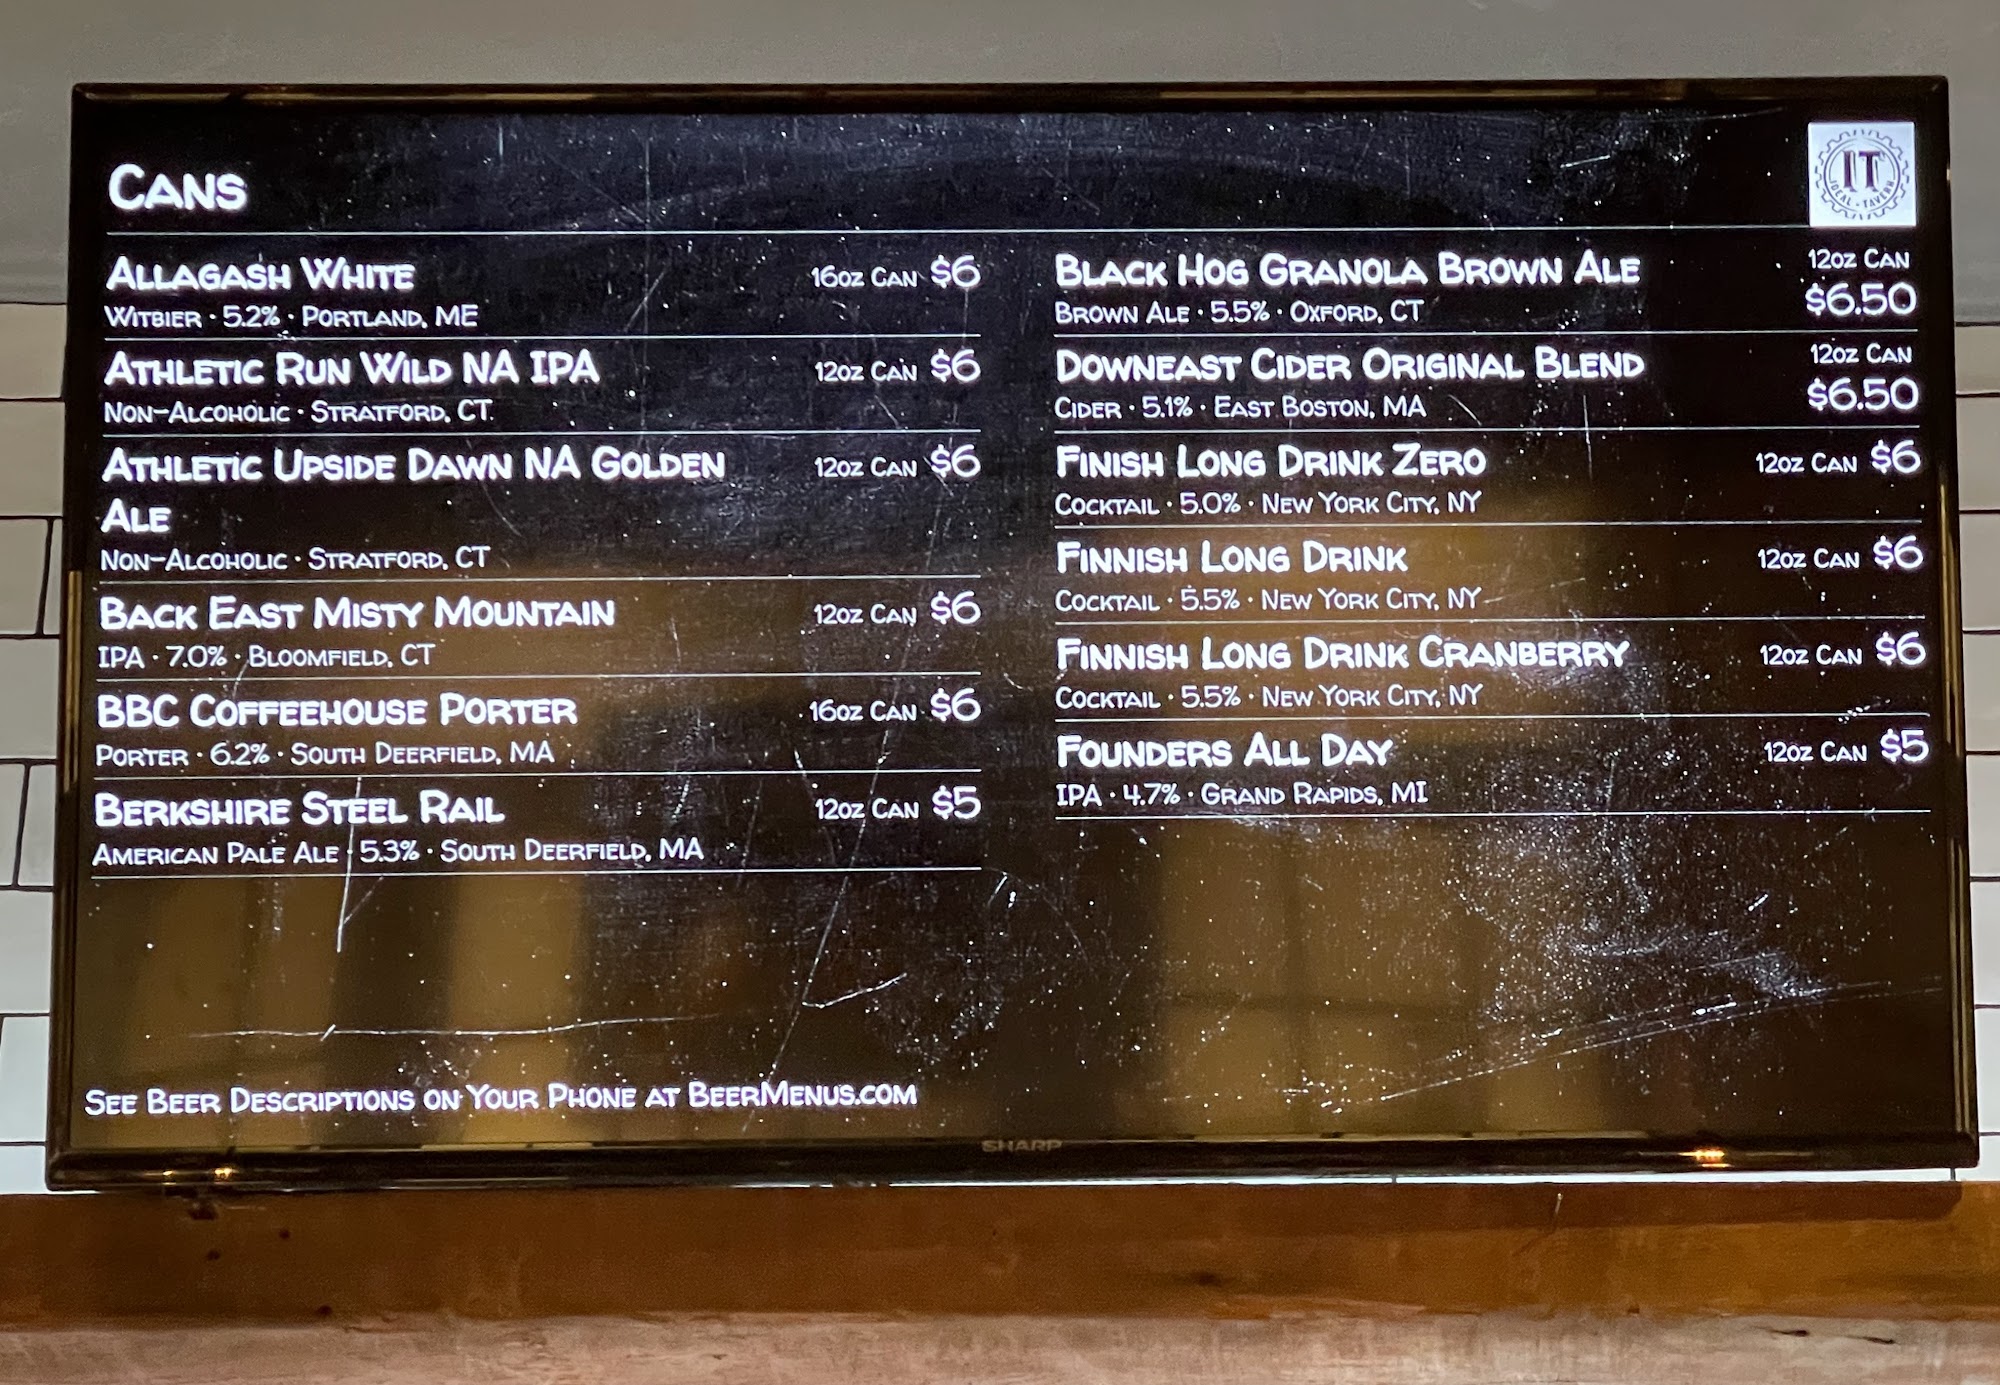 Cans
IT
IDEAL · TAVERN
Allagash White 16oz Can $6
Witbier · 5.2% · Portland, ME
Athletic Run Wild NA IPA 12oz Can $6
Non-Alcoholic · Stratford, CT
Athletic Upside Dawn NA Golden 12oz Can $6
Ale
Non-Alcoholic · Stratford, CT
Back East Misty Mountain 12oz Can $6
IPA · 7.0% · Bloomfield, CT
BBC Coffeehouse Porter 16oz Can $6
Porter · 6.2% · South Deerfield, MA
Berkshire Steel Rail 12oz Can $5
American Pale Ale · 5.3% · South Deerfield, MA
Black Hog Granola Brown Ale 12oz Can
Brown Ale · 5.5% · Oxford, CT $6.50
Downeast Cider Original Blend 12oz Can
Cider · 5.1% · East Boston, MA $6.50
Finish Long Drink Zero 12oz Can $6
Cocktail · 5.0% · New York City, NY
Finnish Long Drink 12oz Can $6
Cocktail · 5.5% · New York City, NY
Finnish Long Drink Cranberry 12oz Can $6
Cocktail · 5.5% · New York City, NY
Founders All Day 12oz Can $5
IPA · 4.7% · Grand Rapids, MI
See Beer Descriptions on Your Phone at BeerMenus.com
SHARP